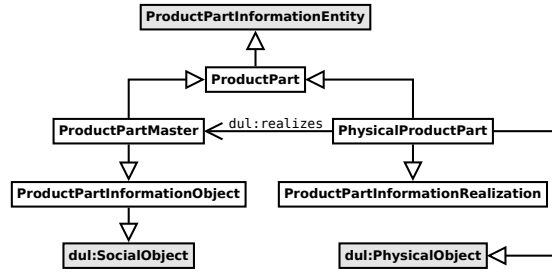 ProductPartInformationEntity
ProductPart
ProductPartMaster
dul:realizes
PhysicalProductPart
ProductPartInformationObject
ProductPartInformationRealization
dul:SocialObject
dul:PhysicalObject